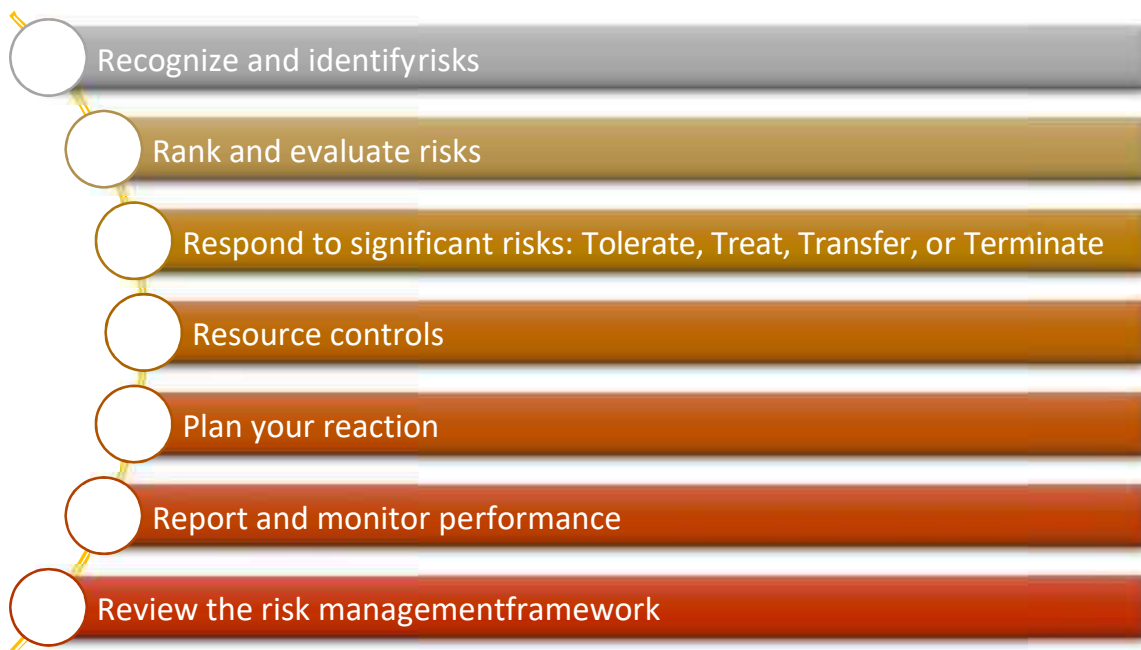 Recognize and identifyrisks
Rank and evaluate risks
Respond to significant risks: Tolerate, Treat, Transfer, or Terminate
Resource controls
Plan your reaction
Report and monitor performance
Review the risk managementframework